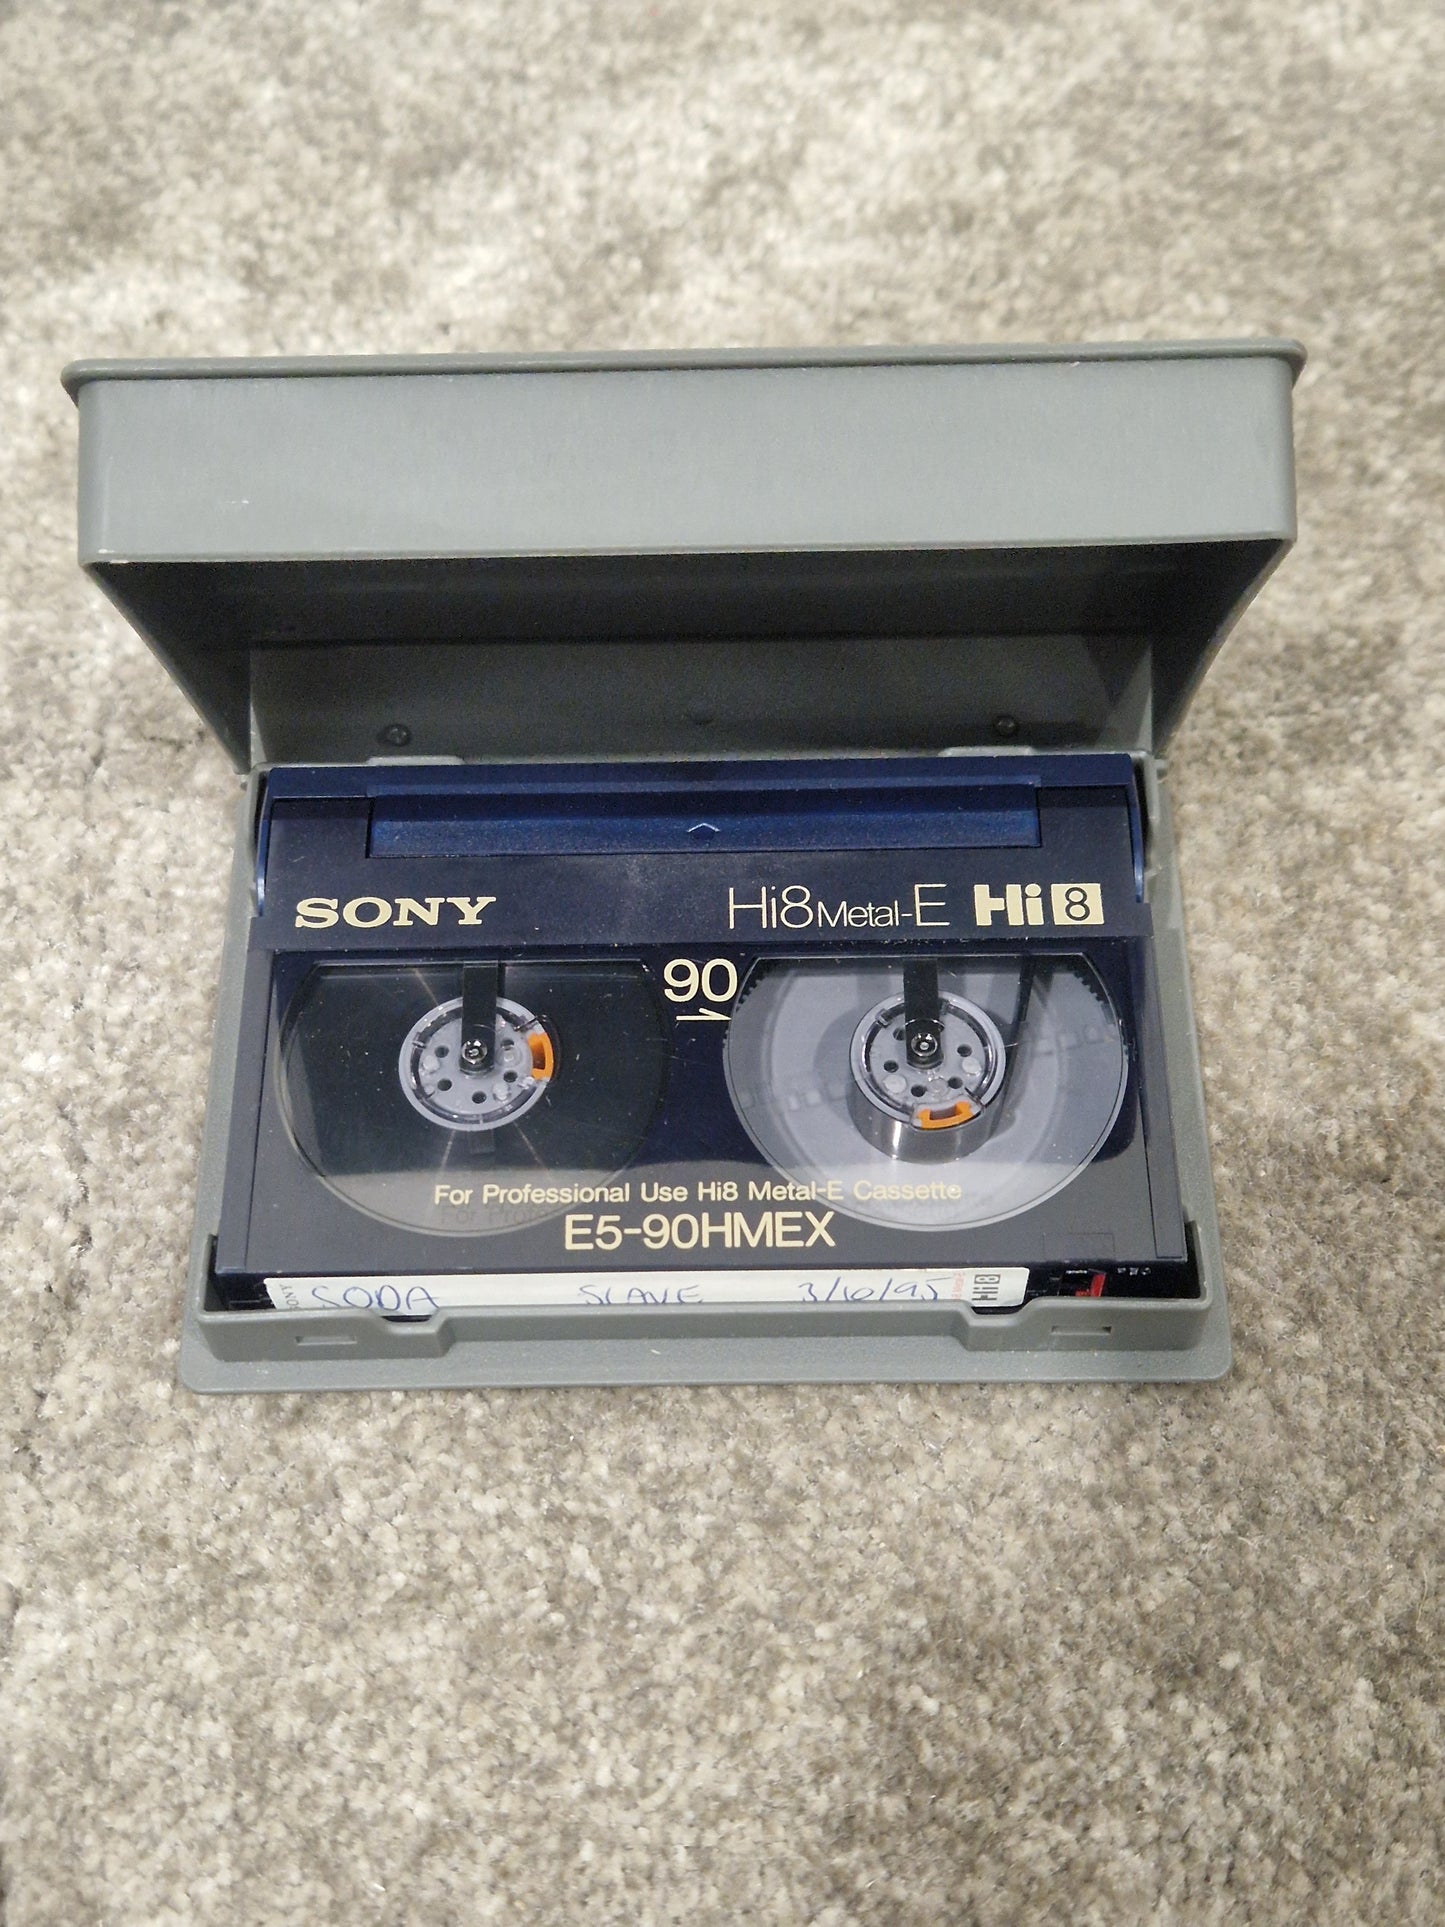 SONY Hi8 Metal-E Hi8
90
For Professional Use Hi8 Metal-E Cassette
E5-90HMEX
SONY SODA SLAVE 3/10/95 Hi8